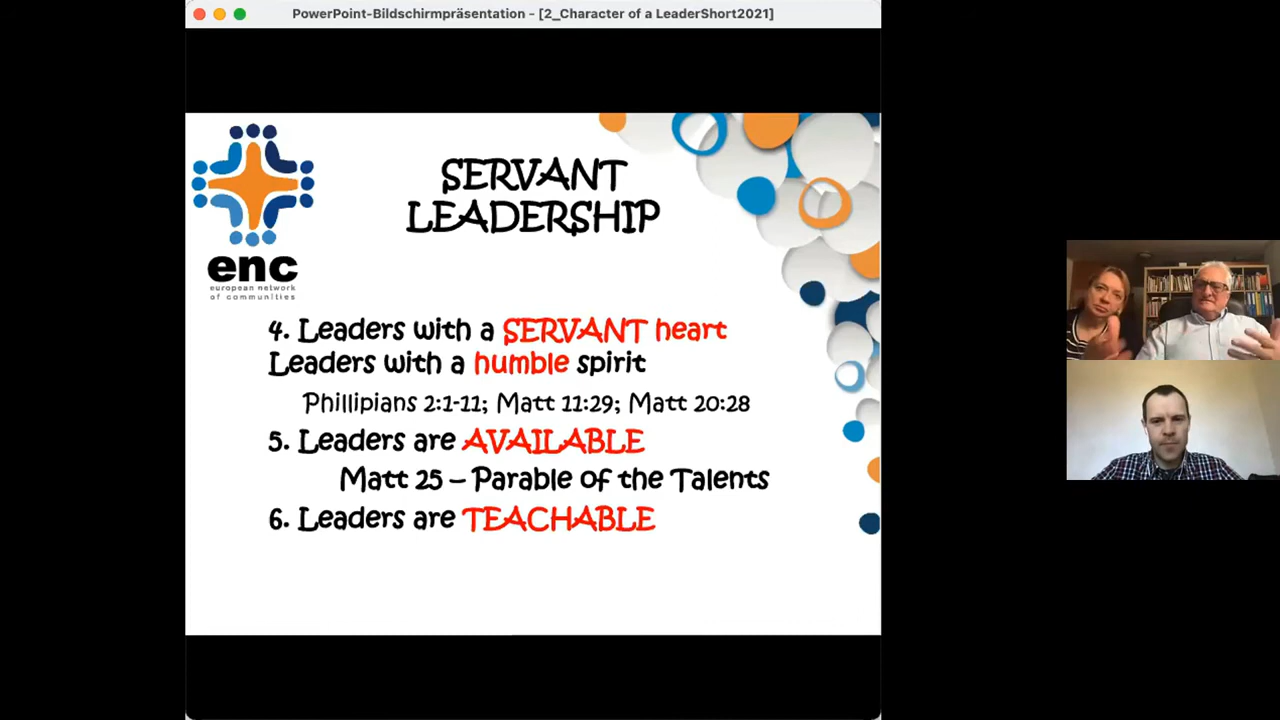 PowerPoint-Bildschirmpräsentation - [2_Character of a LeaderShort2021]
SERVANT
LEADERSHIP
enc
european network
of communities
4. Leaders with a SERVANT heart
Leaders with a humble spirit
Phillipians 2:1-11; Matt 11:29; Matt 20:28
5. Leaders are AVAILABLE
Matt 25 – Parable of the Talents
6. Leaders are TEACHABLE